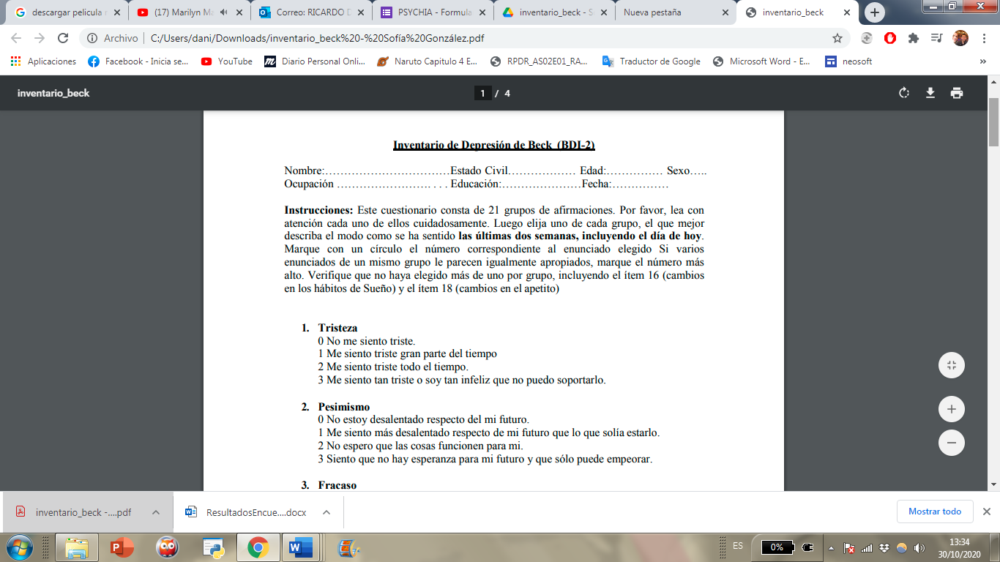 descargar pelicula
(17) Marilyn Ma
Correo: RICARDO D
PSYCHIA - Formula
inventario_beck - S
Nueva pestaña
inventario_beck
Archivo
C:/Users/dani/Downloads/inventario_beck%20-%20Sofía%20González.pdf
Aplicaciones
Facebook - Inicia se...
YouTube
Diario Personal Onli...
Naruto Capitulo 4 E...
RPDR_AS02E01_RA...
Traductor de Google
Microsoft Word - E...
neosoft
»
inventario_beck
1 / 4
Inventario de Depresión de Beck (BDI-2)
Nombre:……………………………Estado Civil……………… Edad:…………… Sexo…..
Ocupación ……………………. . . . Educación:…………………Fecha:……………
Instrucciones: Este cuestionario consta de 21 grupos de afirmaciones. Por favor, lea con
atención cada uno de ellos cuidadosamente. Luego elija uno de cada grupo, el que mejor
describa el modo como se ha sentido las últimas dos semanas, incluyendo el día de hoy.
Marque con un círculo el número correspondiente al enunciado elegido Si varios
enunciados de un mismo grupo le parecen igualmente apropiados, marque el número más
alto. Verifique que no haya elegido más de uno por grupo, incluyendo el ítem 16 (cambios
en los hábitos de Sueño) y el ítem 18 (cambios en el apetito)
1. Tristeza
0 No me siento triste.
1 Me siento triste gran parte del tiempo
2 Me siento triste todo el tiempo.
3 Me siento tan triste o soy tan infeliz que no puedo soportarlo.
2. Pesimismo
0 No estoy desalentado respecto del mi futuro.
1 Me siento más desalentado respecto de mi futuro que lo que solía estarlo.
2 No espero que las cosas funcionen para mi.
3 Siento que no hay esperanza para mi futuro y que sólo puede empeorar.
3. Fracaso
inventario_beck -....pdf
ResultadosEncue....docx
Mostrar todo
ES
0%
13:34
30/10/2020